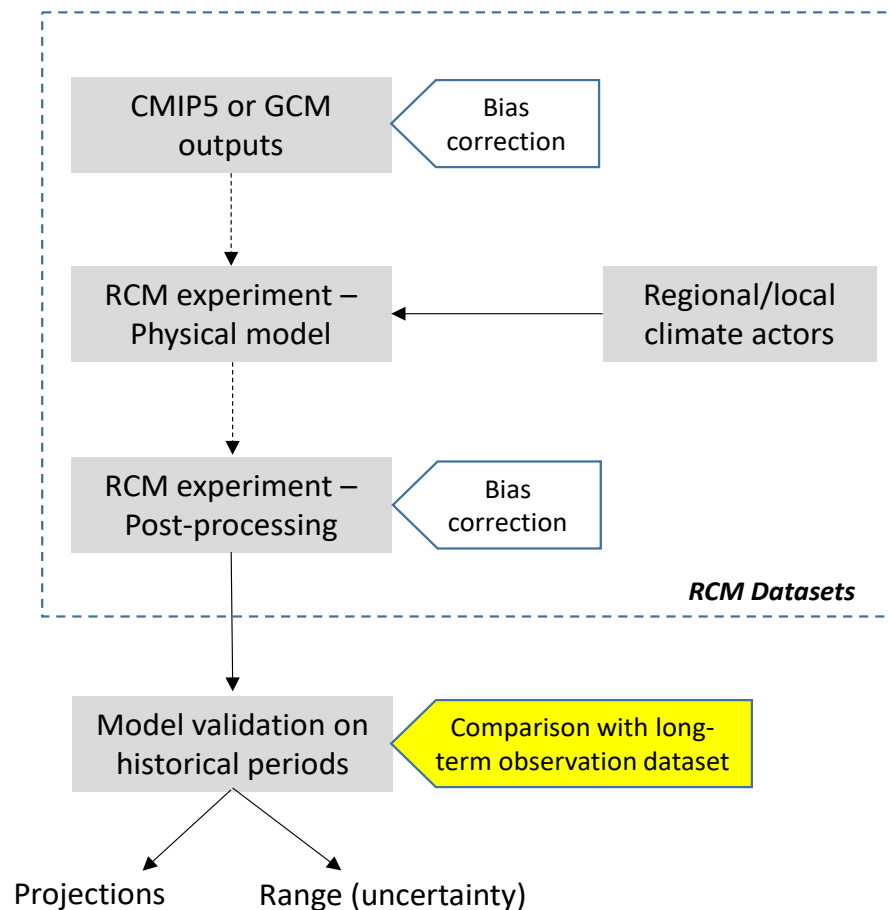 CMIP5 or GCM
outputs
Bias
correction
RCM experiment –
Physical model
Regional/local
climate actors
RCM experiment –
Post-processing
Bias
correction
RCM Datasets
Model validation on
historical periods
Comparison with long-
term observation dataset
Projections
Range (uncertainty)